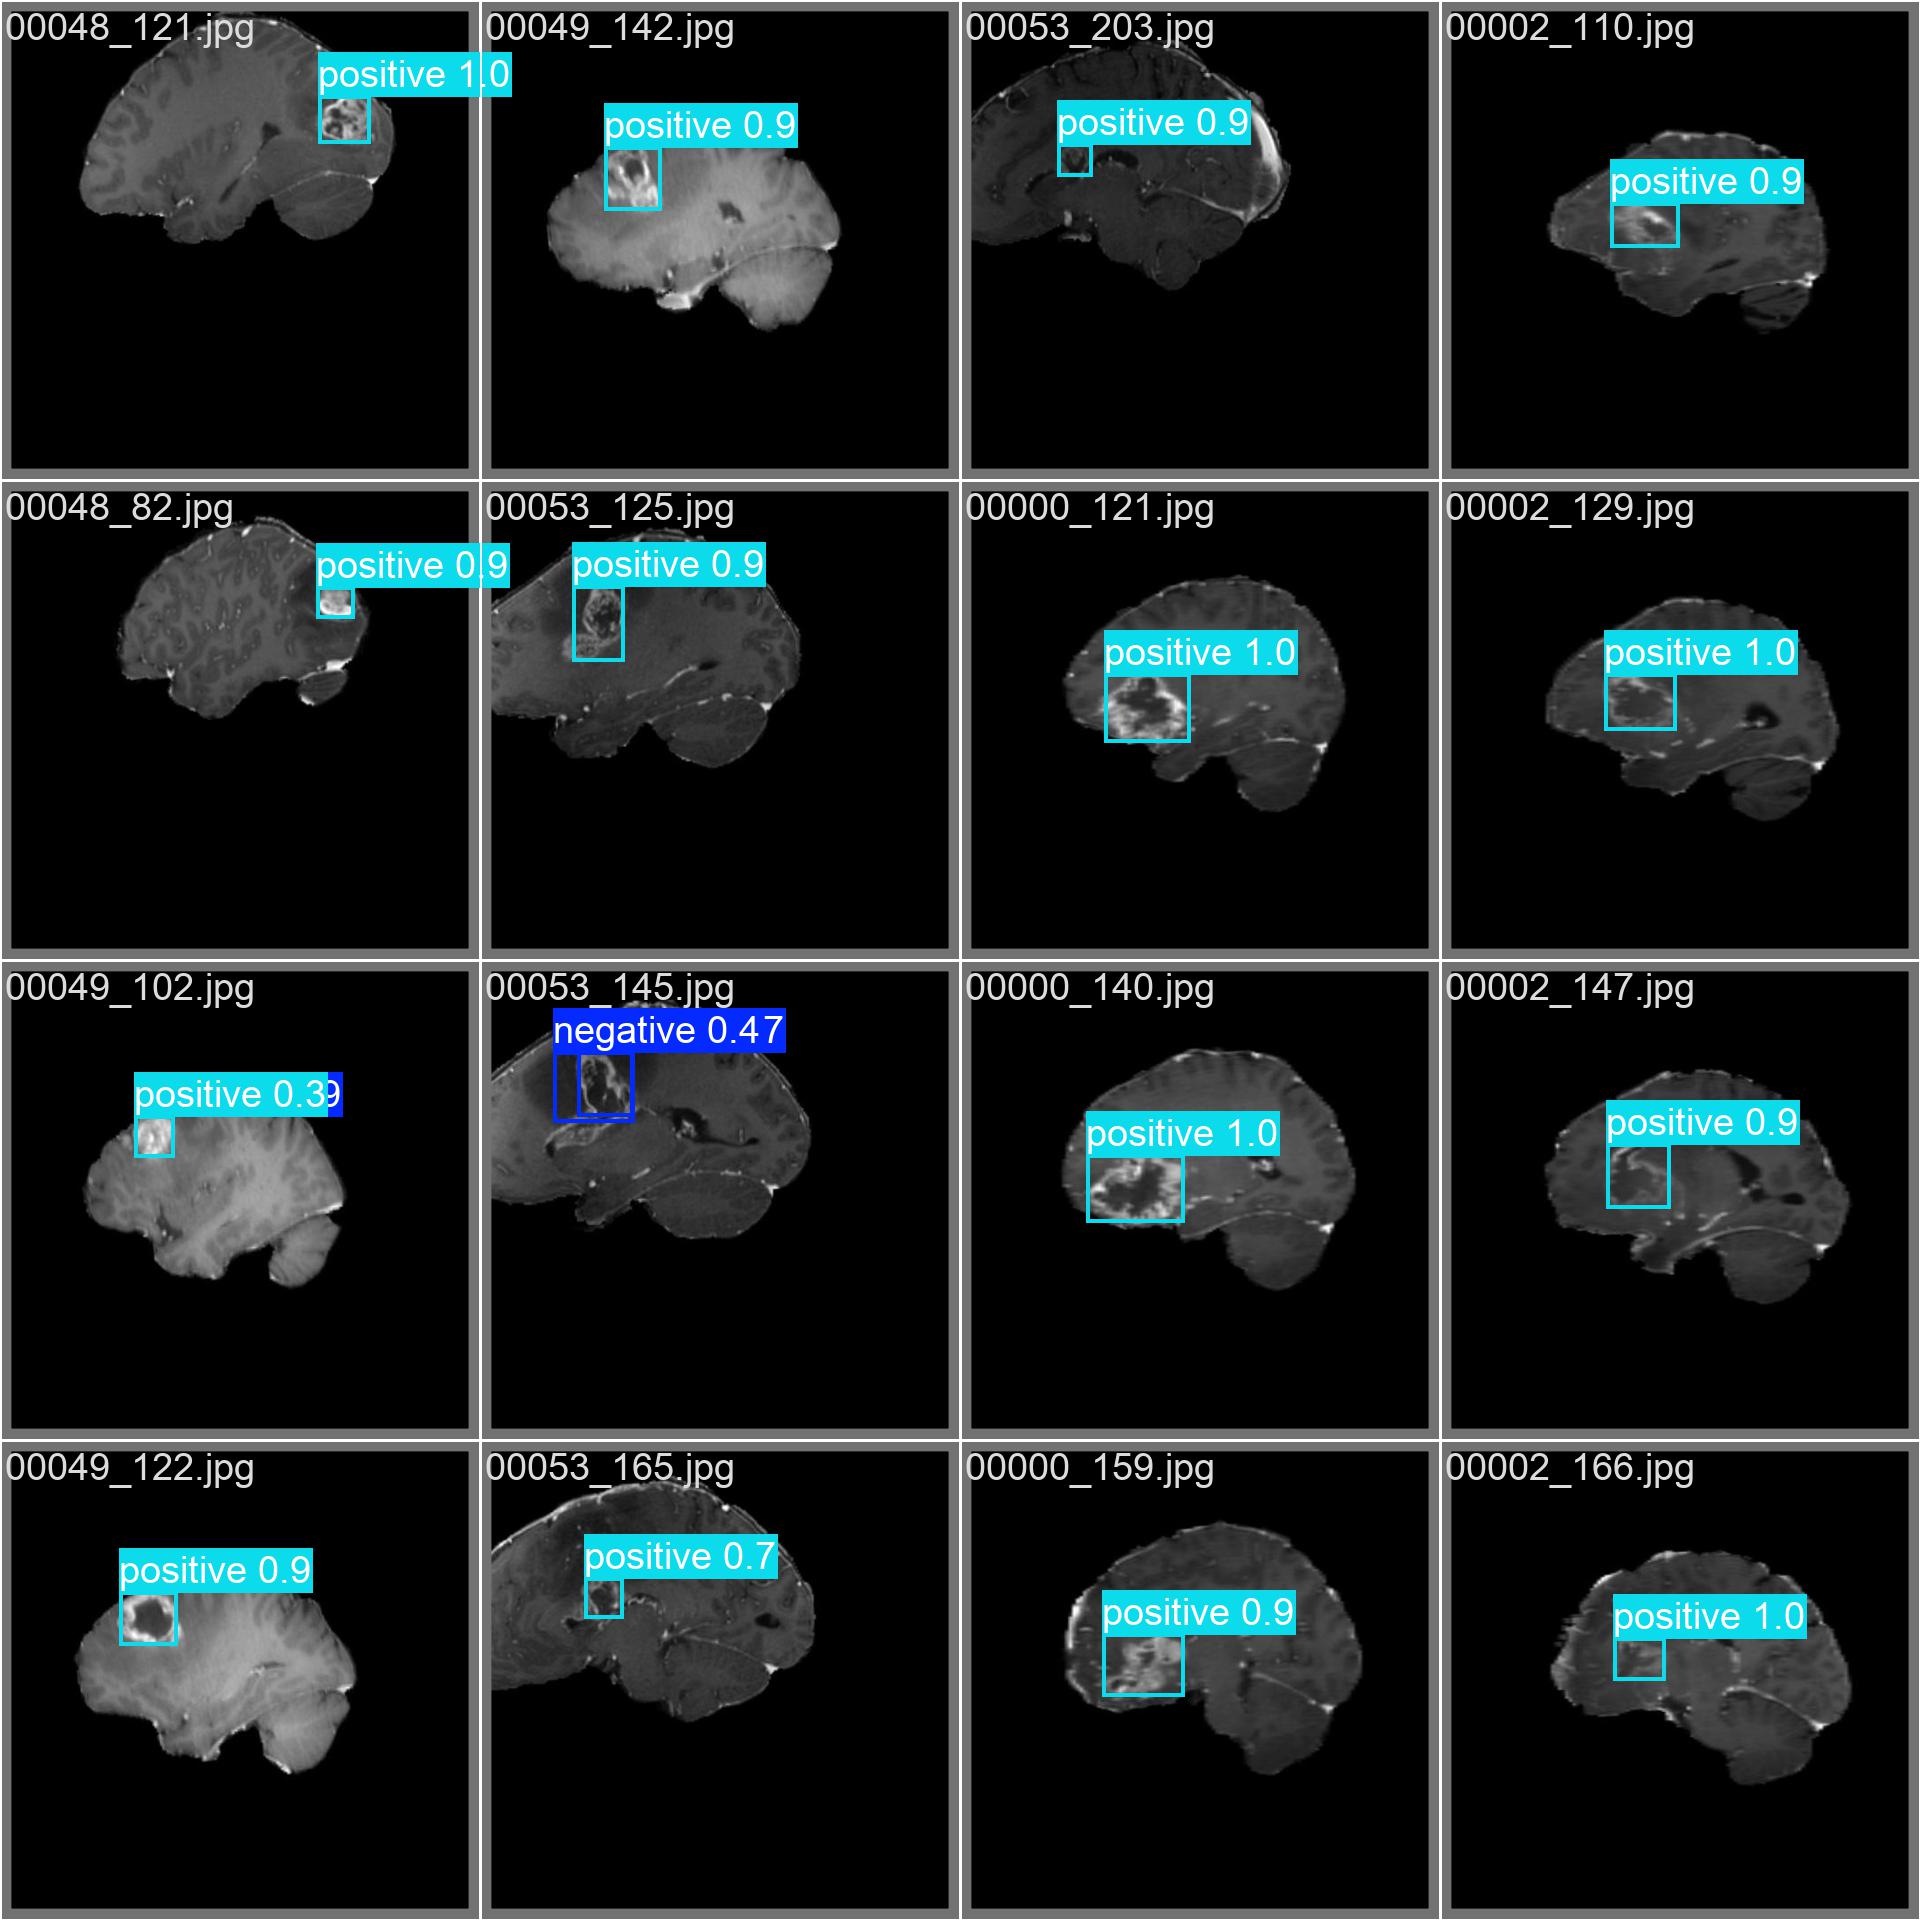 00048_121.jpg
positive 1.0
00049_142.jpg
positive 0.9
00053_203.jpg
positive 0.9
00002_110.jpg
positive 0.9
00048_82.jpg
positive 0.9
00053_125.jpg
positive 0.9
00000_121.jpg
positive 1.0
00002_129.jpg
positive 1.0
00049_102.jpg
positive 0.3
00053_145.jpg
negative 0.47
00000_140.jpg
positive 1.0
00002_147.jpg
positive 0.9
00049_122.jpg
positive 0.9
00053_165.jpg
positive 0.7
00000_159.jpg
positive 0.9
00002_166.jpg
positive 1.0